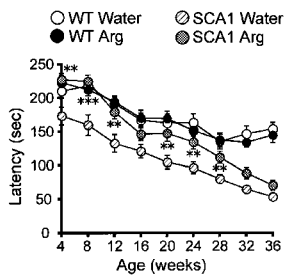 WT Water SCA1 Water
WT Arg SCA1 Arg
250
200
150
100
50
0
Latency (sec)
**
***
**
**
**
**
4 8 12 16 20 24 28 32 36
Age (weeks)